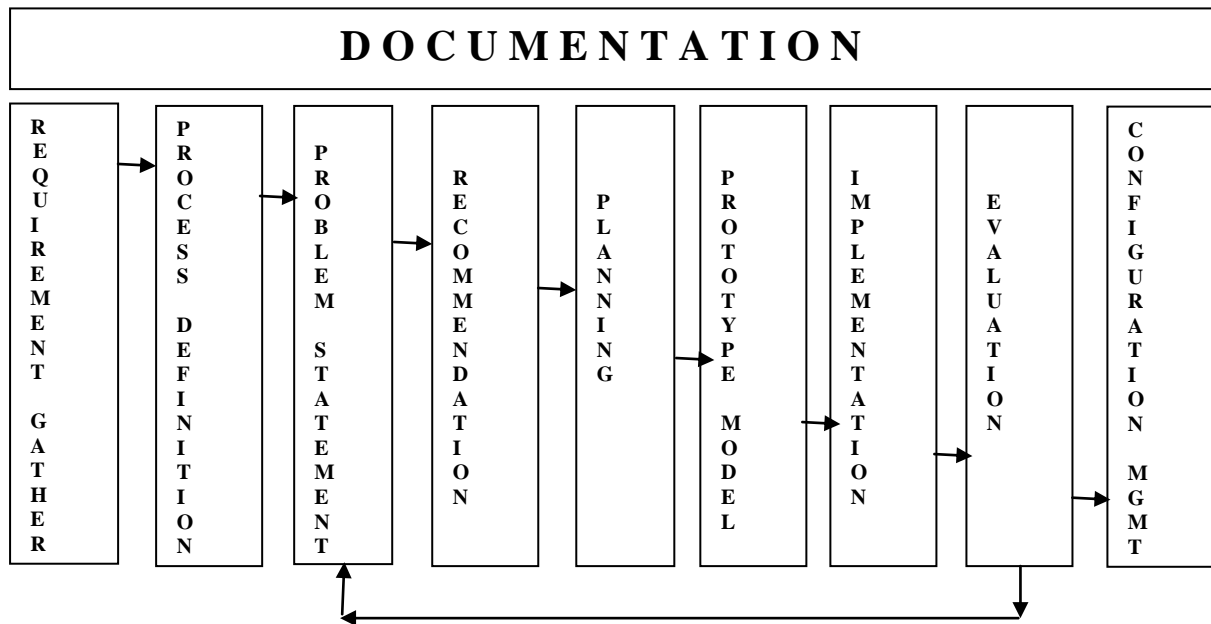 DOCUMENTATION
REQUIREMENT GATHER
PROCESS DEFINITION
PROBLEM STATEMENT
RECOMMENDATION
PLANNING
PROTOTYPE MODEL
IMPLEMENTATION
EVALUATION
CONFIGURATION MGMT